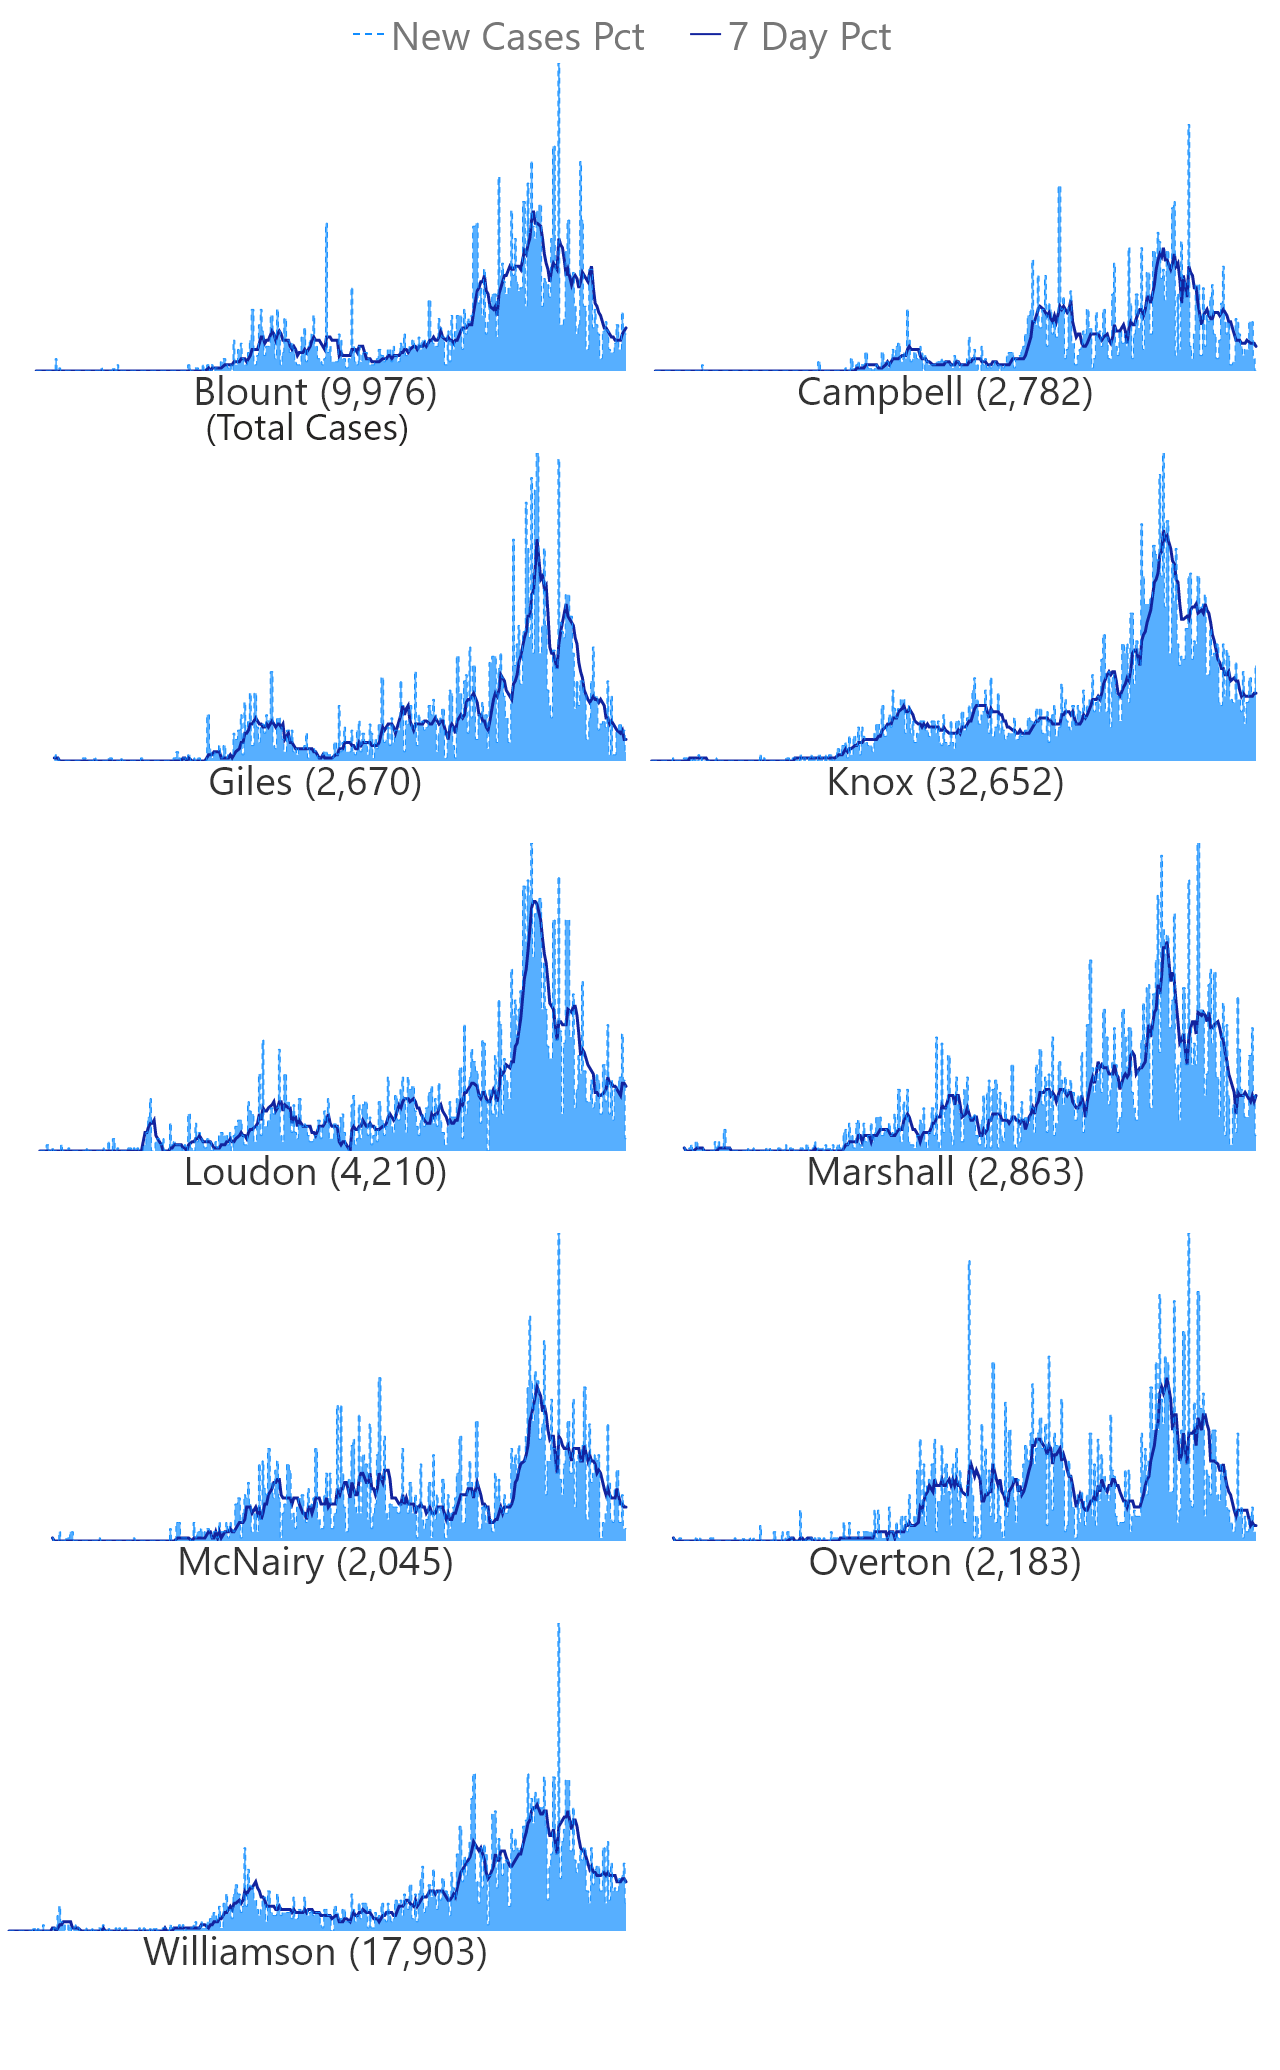 New Cases Pct 7 Day Pct
Blount (9,976) Campbell (2,782)
(Total Cases)
Giles (2,670) Knox (32,652)
Loudon (4,210) Marshall (2,863)
McNairy (2,045) Overton (2,183)
Williamson (17,903)